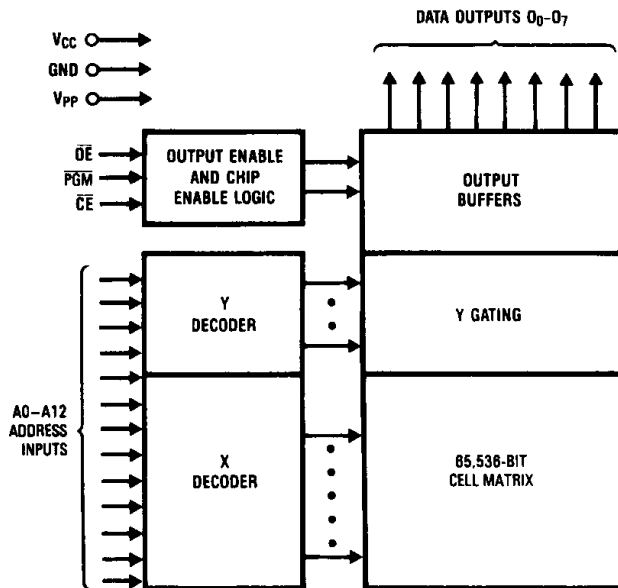 DATA OUTPUTS O0–O7
VCC
GND
VPP
OE
PGM
CE
OUTPUT ENABLE
AND CHIP
ENABLE LOGIC
OUTPUT
BUFFERS
Y
DECODER
Y GATING
A0–A12
ADDRESS
INPUTS
X
DECODER
65,536-BIT
CELL MATRIX